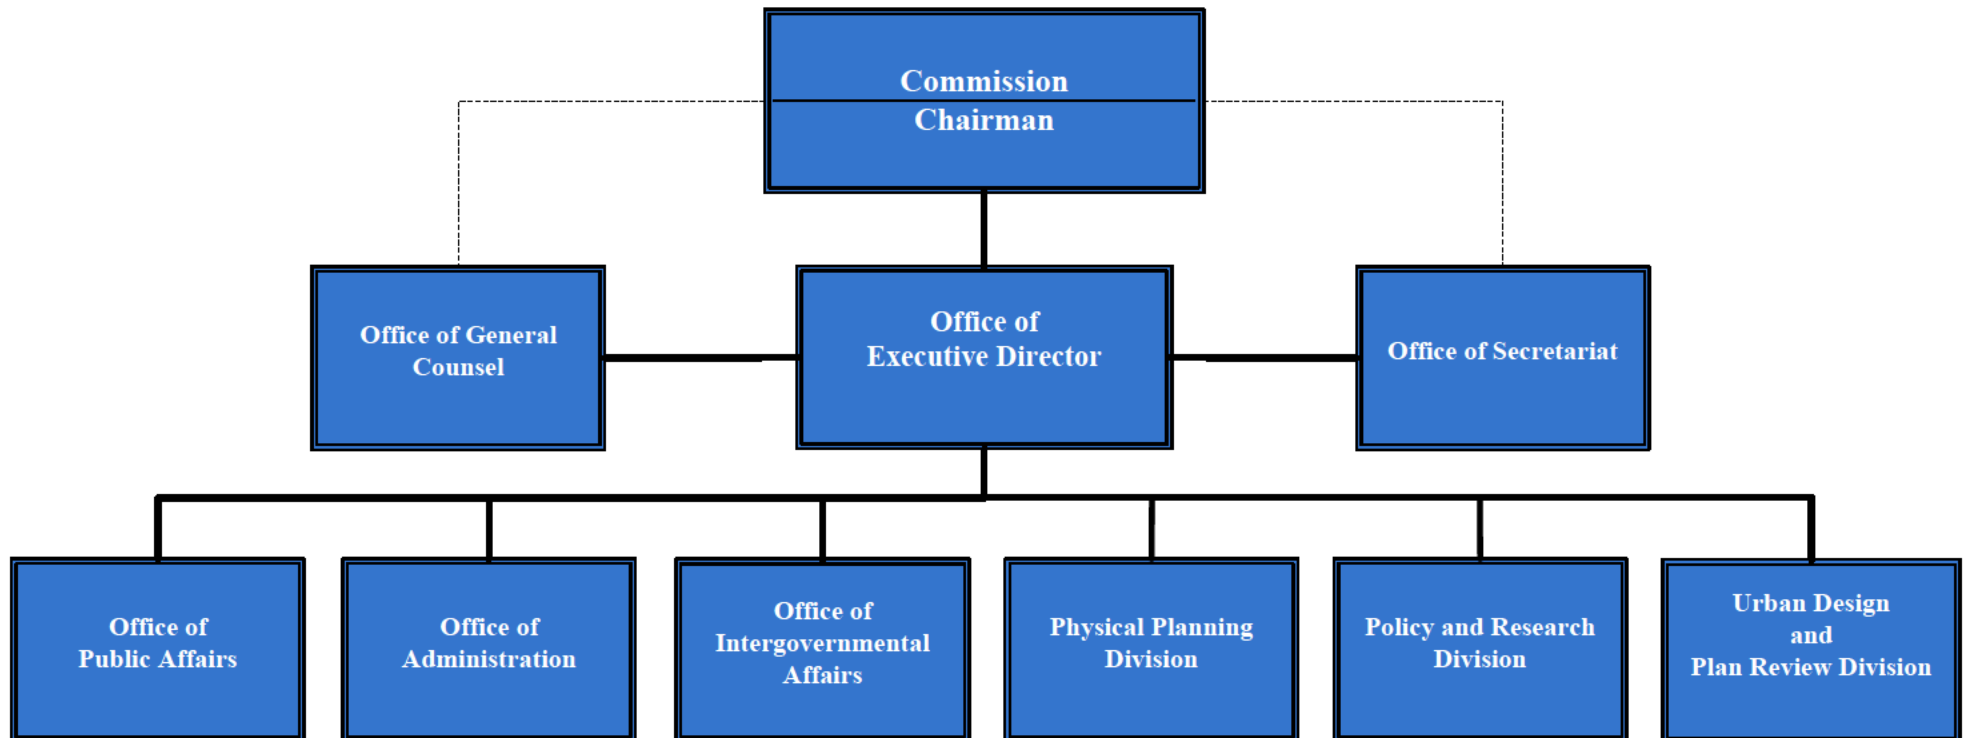 Commission
Chairman
Office of General
Counsel
Office of
Executive Director
Office of Secretariat
Office of
Public Affairs
Office of
Administration
Office of
Intergovernmental
Affairs
Physical Planning
Division
Policy and Research
Division
Urban Design
and
Plan Review Division